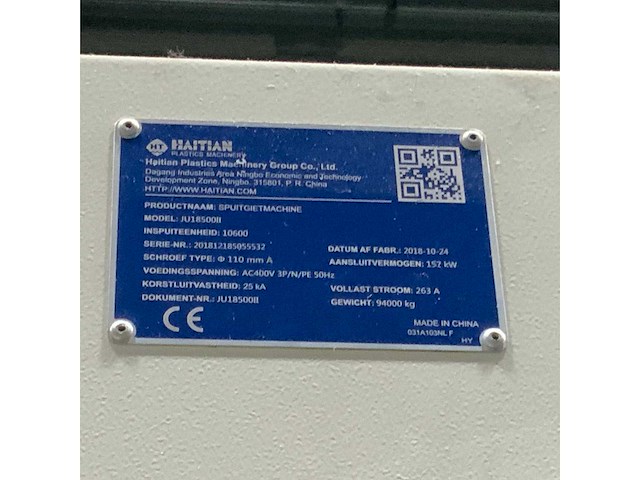 HT HAITIAN
PLASTICS MACHINERY
Haitian Plastics Machinery Group Co., Ltd.
Dagang Industries Area Ningbo Economic and Technology
Development Zone, Ningbo, 315801, P. R. China
HTTP://WWW.HAITIAN.COM
PRODUCTNAAM: SPUITGIETMACHINE
MODEL: JU18500II
INSPUITEENHEID: 10600
SERIE-NR: 201812185055532
DATUM AF FABR.: 2018-10-24
SCHROEF TYPE: Φ 110 mm A
AANSLUITVERMOGEN: 152 kW
VOEDINGSSPANNING: AC400V 3P/N/PE 50Hz
KORSTLUITVASTHEID: 25 kA
VOLLAST STROOM: 263 A
DOKUMENT-NR.: JU18500II
GEWICHT: 94000 kg
CE
MADE IN CHINA
031A103NL F
HY